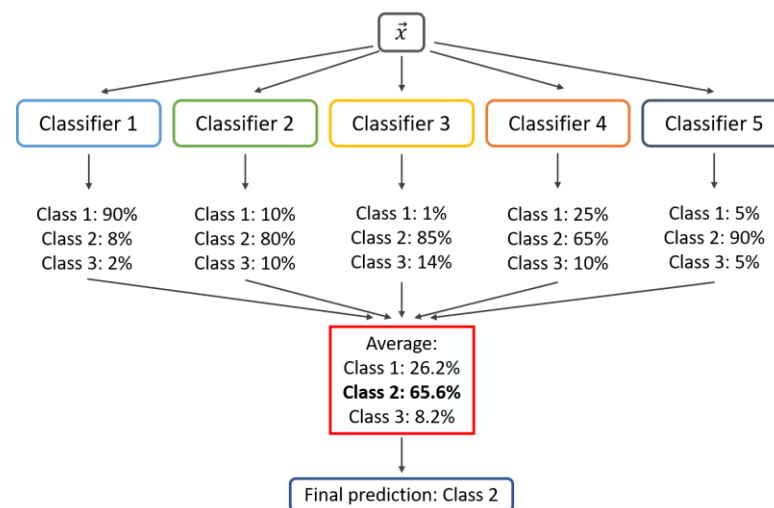 x⃗
Classifier 1
Classifier 2
Classifier 3
Classifier 4
Classifier 5
Class 1: 90%
Class 2: 8%
Class 3: 2%
Class 1: 10%
Class 2: 80%
Class 3: 10%
Class 1: 1%
Class 2: 85%
Class 3: 14%
Class 1: 25%
Class 2: 65%
Class 3: 10%
Class 1: 5%
Class 2: 90%
Class 3: 5%
Average:
Class 1: 26.2%
Class 2: 65.6%
Class 3: 8.2%
Final prediction: Class 2